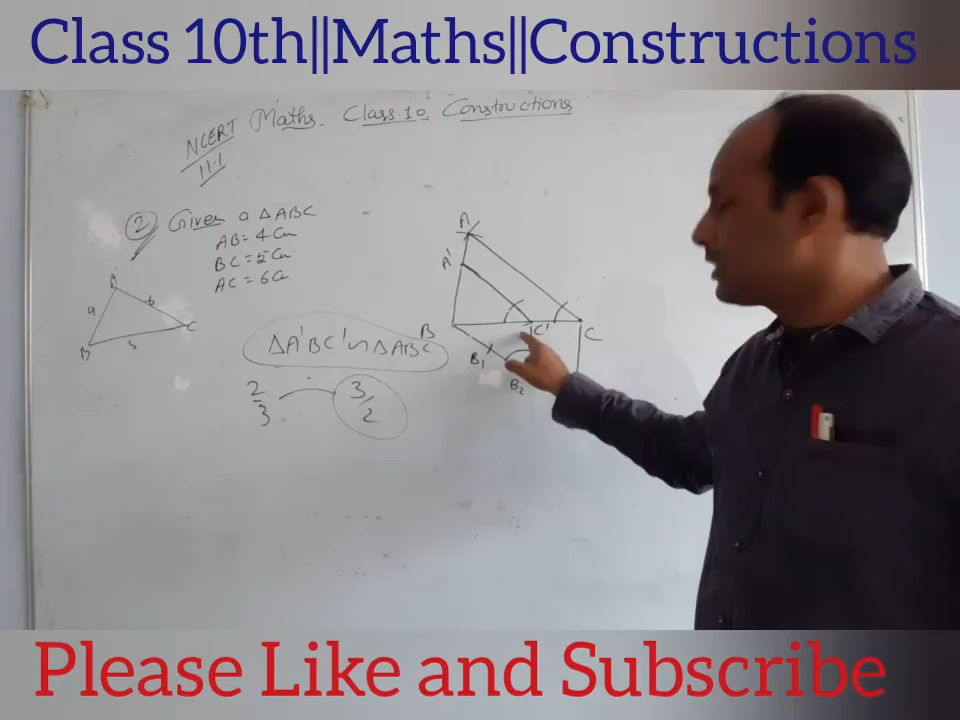 Class 10th||Maths||Constructions
Maths Class 10 Constructions
NCERT
11.1
2 Given a △ABC
AB = 4 Cm
BC = 5 Cm
AC = 6 Cm
A
B
C
△A'BC' ~ △ABC
2/3
3/2
A
A'
B
C'
C
B₁
B₂
Please Like and Subscribe